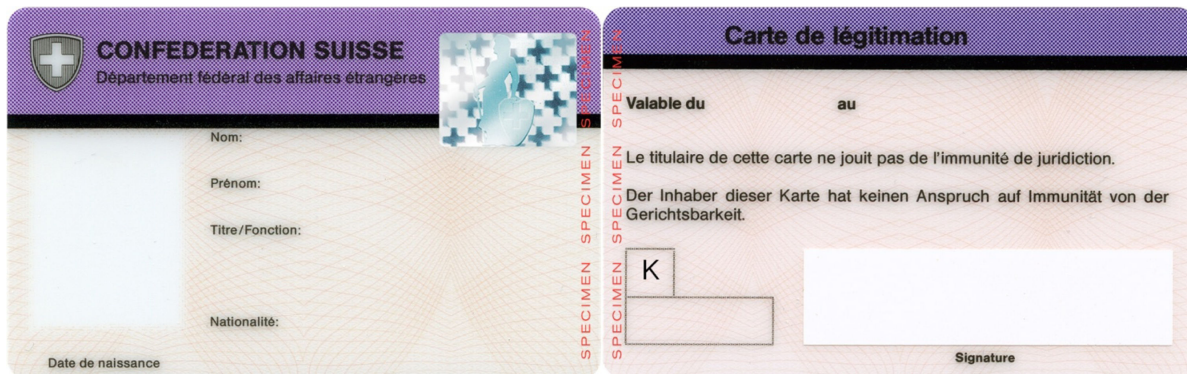 CONFEDERATION SUISSE
Département fédéral des affaires étrangères
Nom:
Prénom:
Titre/Fonction:
Nationalité:
Date de naissance
SPECIMEN SPECIMEN SPECIMEN
Carte de légitimation
Valable du au
Le titulaire de cette carte ne jouit pas de l'immunité de juridiction.
Der Inhaber dieser Karte hat keinen Anspruch auf Immunität von der
Gerichtsbarkeit.
K
Signature
SPECIMEN SPECIMEN SPECIMEN